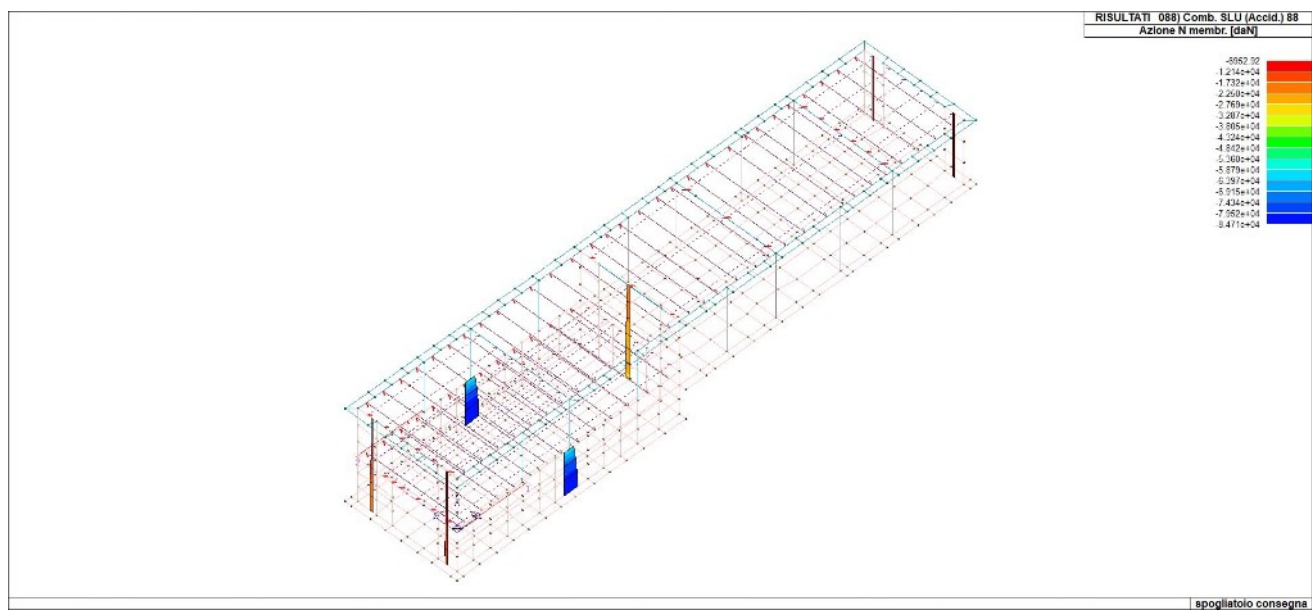 RISULTATI 088) Comb. SLU (Accid.) 88
Azione N membr. [daN]
-6952.92
-1.214e+04
-1.732e+04
-2.250e+04
-2.769e+04
-3.287e+04
-3.805e+04
-4.324e+04
-4.842e+04
-5.360e+04
-5.879e+04
-6.397e+04
-6.915e+04
-7.434e+04
-7.952e+04
-8.471e+04
spogliatoio consegna